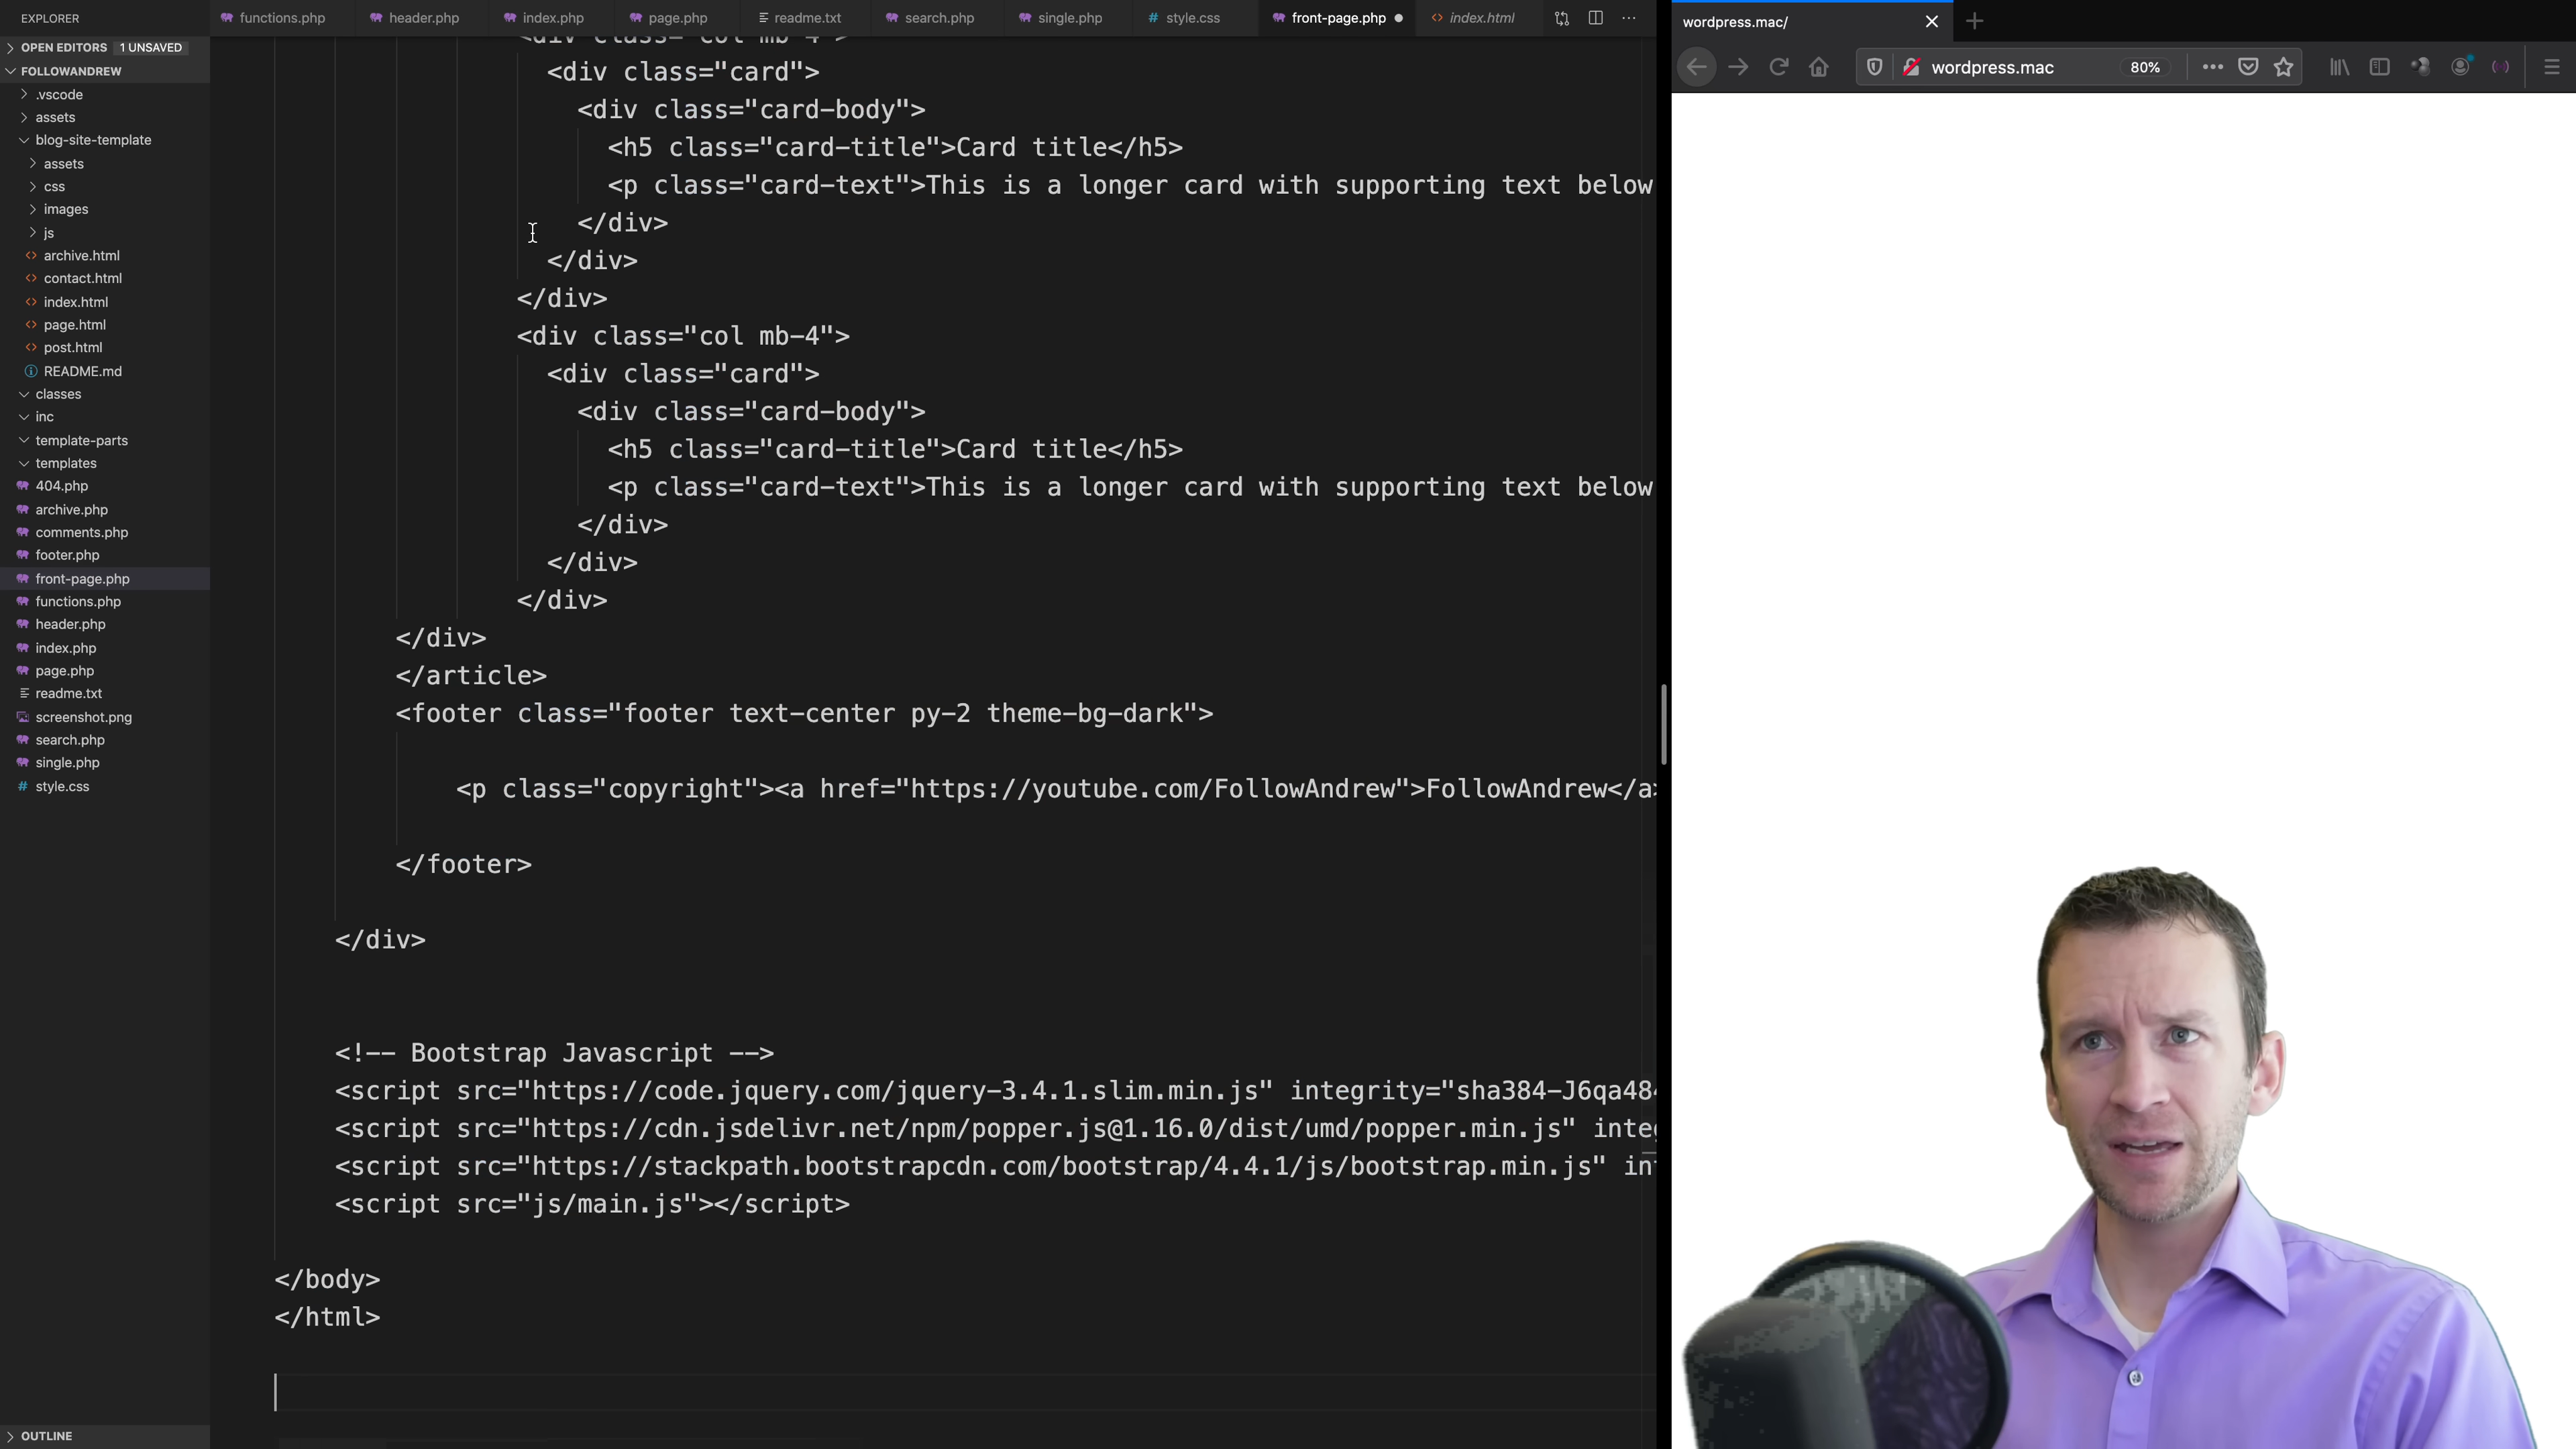 EXPLORER
OPEN EDITORS 1 UNSAVED
FOLLOWANDREW
.vscode
assets
blog-site-template
assets
css
images
js
archive.html
contact.html
index.html
page.html
post.html
README.md
classes
inc
template-parts
templates
404.php
archive.php
comments.php
footer.php
front-page.php
functions.php
header.php
index.php
page.php
readme.txt
screenshot.png
search.php
single.php
style.css
OUTLINE
functions.php header.php index.php page.php readme.txt search.php single.php style.css front-page.php index.html
<div class="col mb-4">
<div class="card">
<div class="card-body">
<h5 class="card-title">Card title</h5>
<p class="card-text">This is a longer card with supporting text below
</div>
</div>
</div>
<div class="col mb-4">
<div class="card">
<div class="card-body">
<h5 class="card-title">Card title</h5>
<p class="card-text">This is a longer card with supporting text below
</div>
</div>
</div>
</div>
</article>
<footer class="footer text-center py-2 theme-bg-dark">
<p class="copyright"><a href="https://youtube.com/FollowAndrew">FollowAndrew</a>
</footer>
</div>
<!-- Bootstrap Javascript -->
<script src="https://code.jquery.com/jquery-3.4.1.slim.min.js" integrity="sha384-J6qa484
<script src="https://cdn.jsdelivr.net/npm/popper.js@1.16.0/dist/umd/popper.min.js" integ
<script src="https://stackpath.bootstrapcdn.com/bootstrap/4.4.1/js/bootstrap.min.js" int
<script src="js/main.js"></script>
</body>
</html>
wordpress.mac/
wordpress.mac 80%